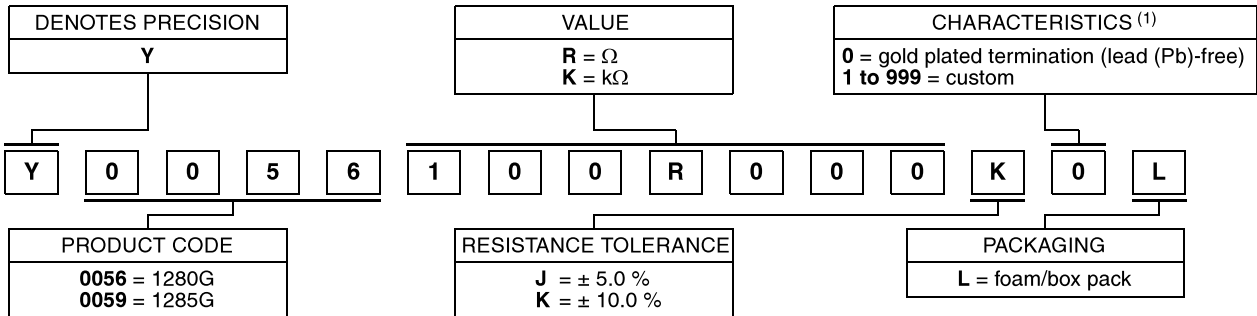 DENOTES PRECISION
Y
VALUE
R = Ω
K = kΩ
CHARACTERISTICS (1)
0 = gold plated termination (lead (Pb)-free)
1 to 999 = custom
Y 0 0 5 6 1 0 0 R 0 0 0 K 0 L
PRODUCT CODE
0056 = 1280G
0059 = 1285G
RESISTANCE TOLERANCE
J = ± 5.0 %
K = ± 10.0 %
PACKAGING
L = foam/box pack